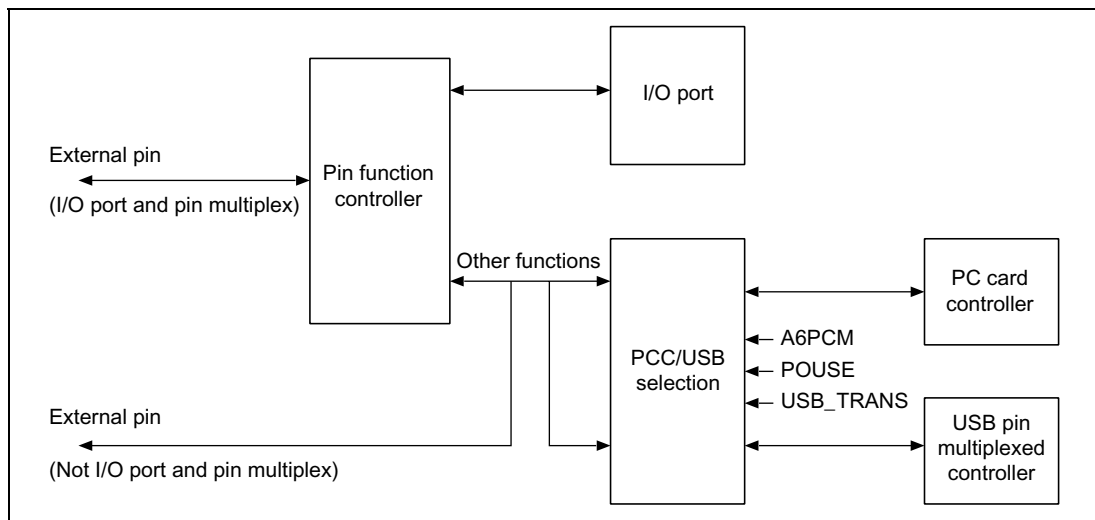 I/O port
External pin
(I/O port and pin multiplex)
Pin function
controller
Other functions
PC card
controller
PCC/USB
selection
A6PCM
POUSE
USB_TRANS
External pin
(Not I/O port and pin multiplex)
USB pin
multiplexed
controller